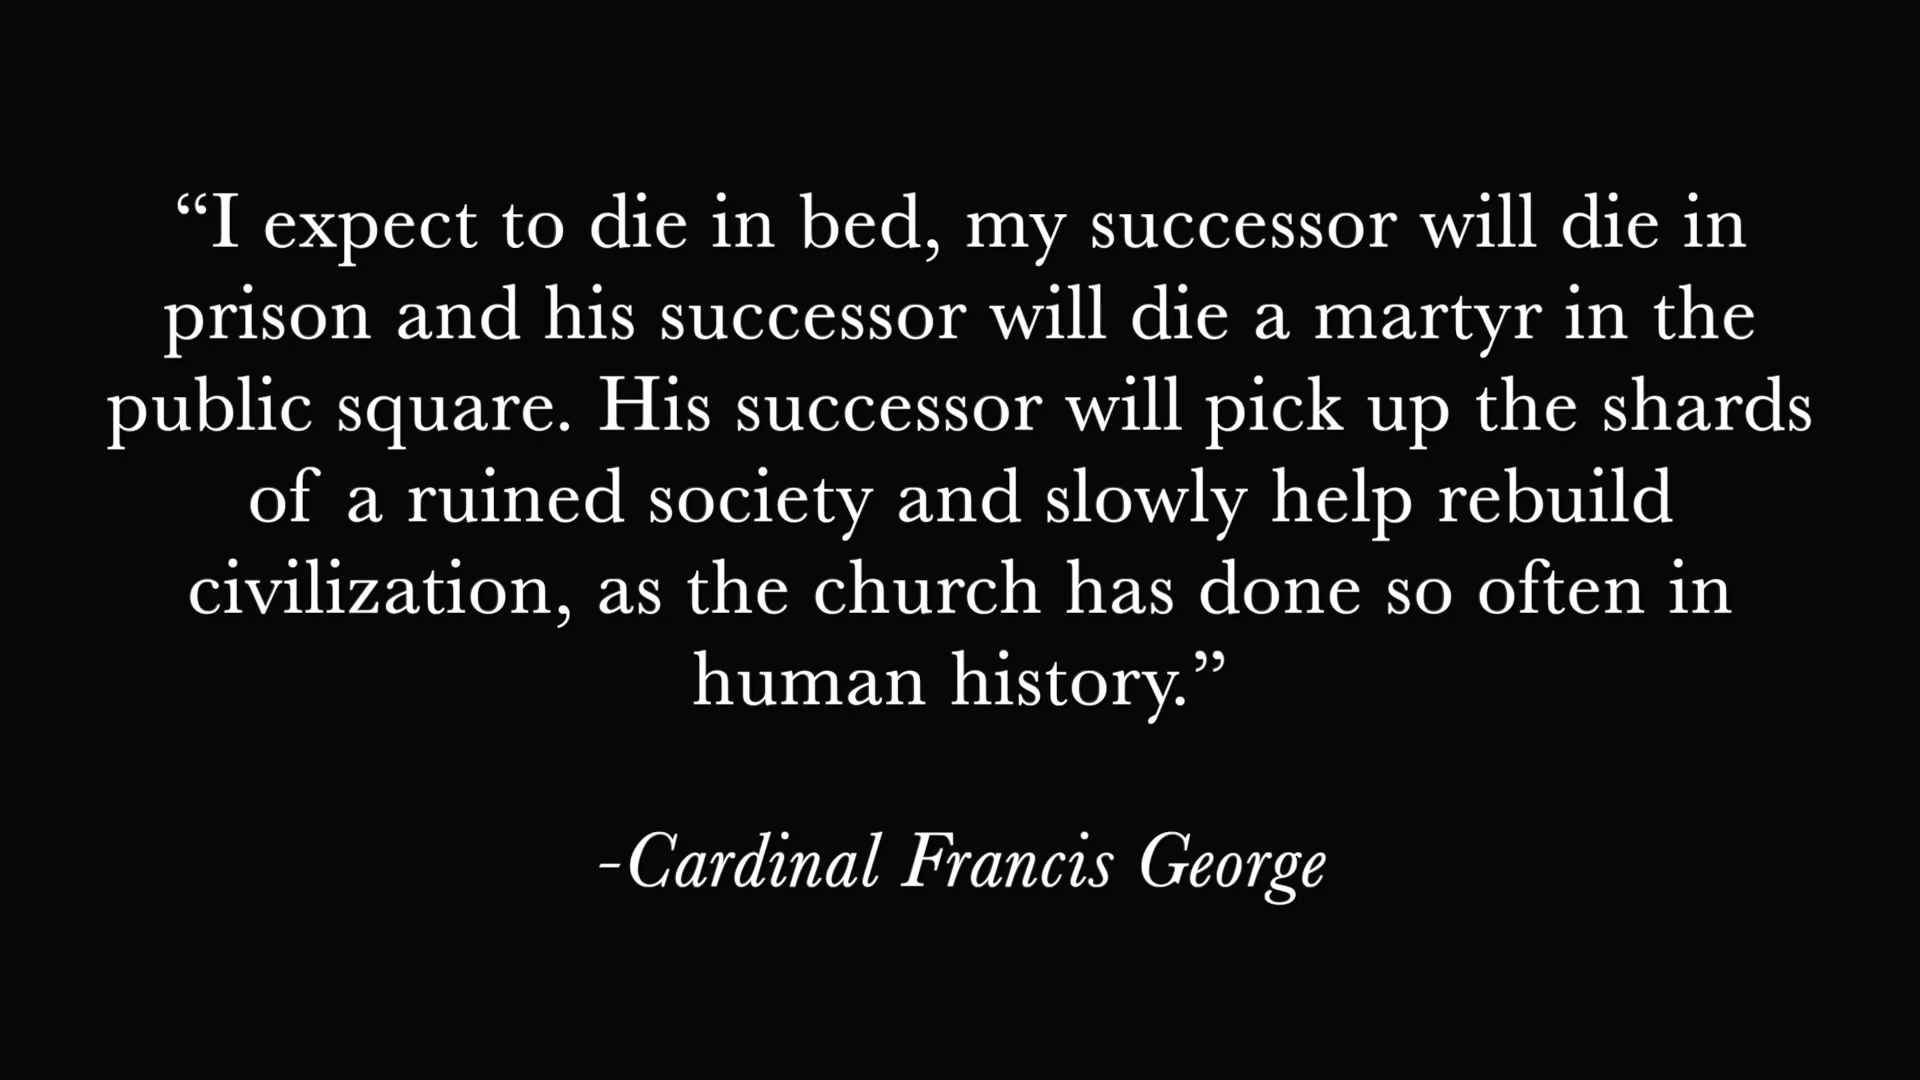 “I expect to die in bed, my successor will die in
prison and his successor will die a martyr in the
public square. His successor will pick up the shards
of a ruined society and slowly help rebuild
civilization, as the church has done so often in
human history.”
-Cardinal Francis George